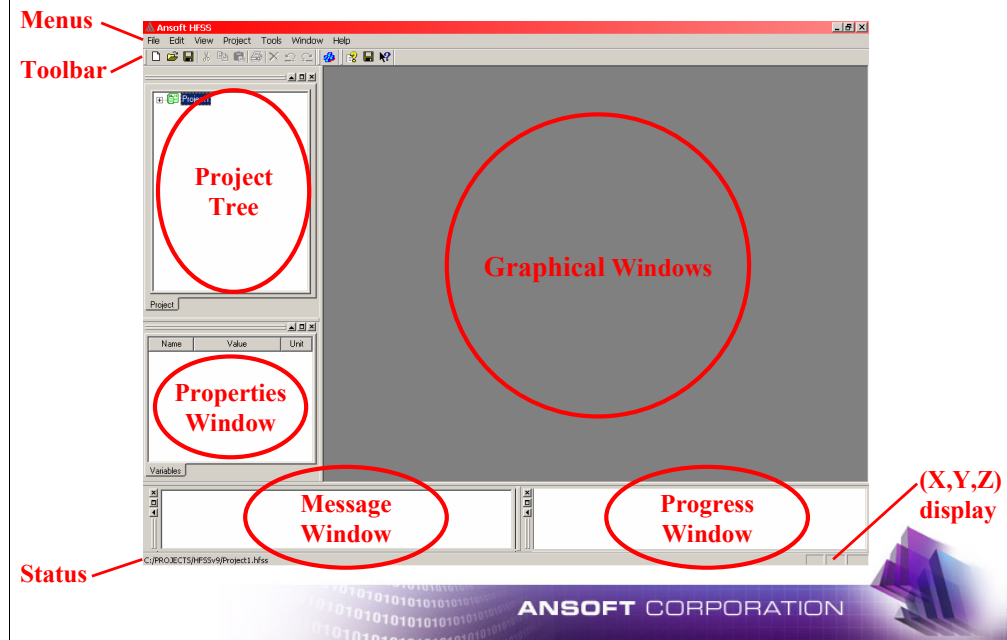 Menus
Ansoft HFSS
File Edit View Project Tools Window Help
Toolbar
Project
Tree
Graphical Windows
Project
Name Value Unit
Properties
Window
Variables
Message
Window
Progress
Window
(X,Y,Z)
display
C:/PROJECTS/HFSSv9/Project1.hfss
Status
ANSOFT CORPORATION